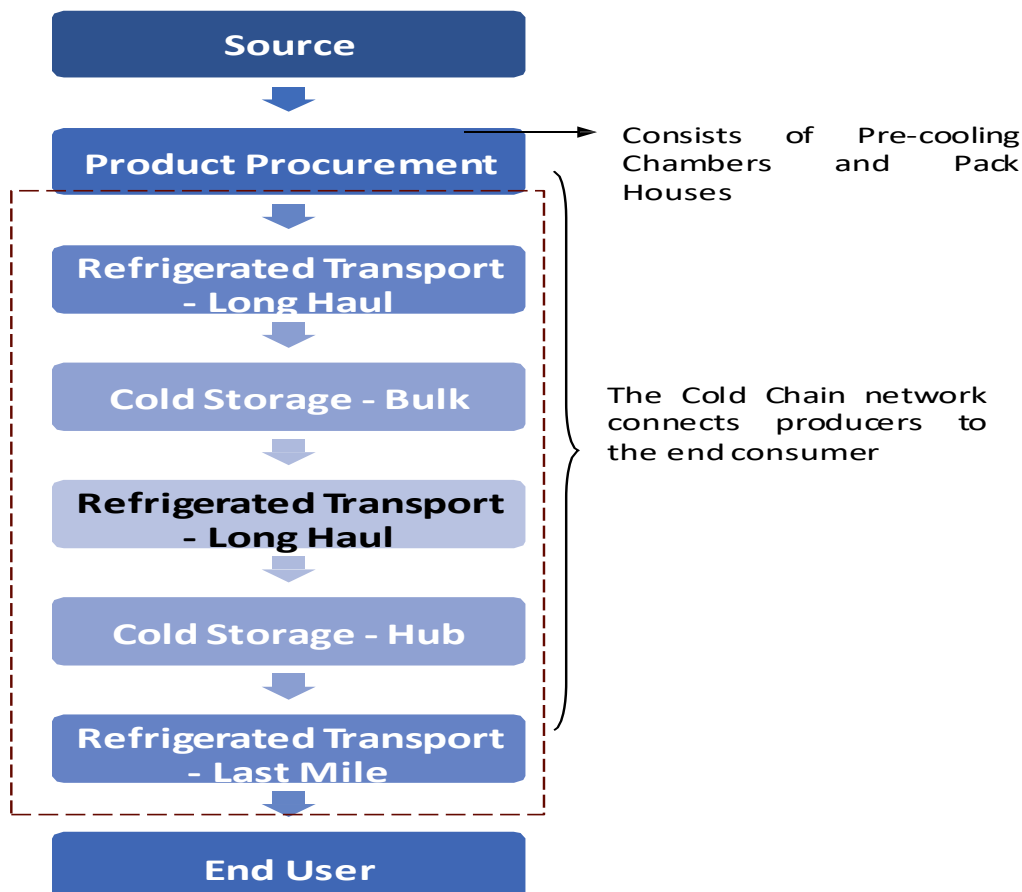 Source
Product Procurement
Consists of Pre-cooling
Chambers and Pack
Houses
Refrigerated Transport
- Long Haul
Cold Storage - Bulk
The Cold Chain network
connects producers to
the end consumer
Refrigerated Transport
- Long Haul
Cold Storage - Hub
Refrigerated Transport
- Last Mile
End User